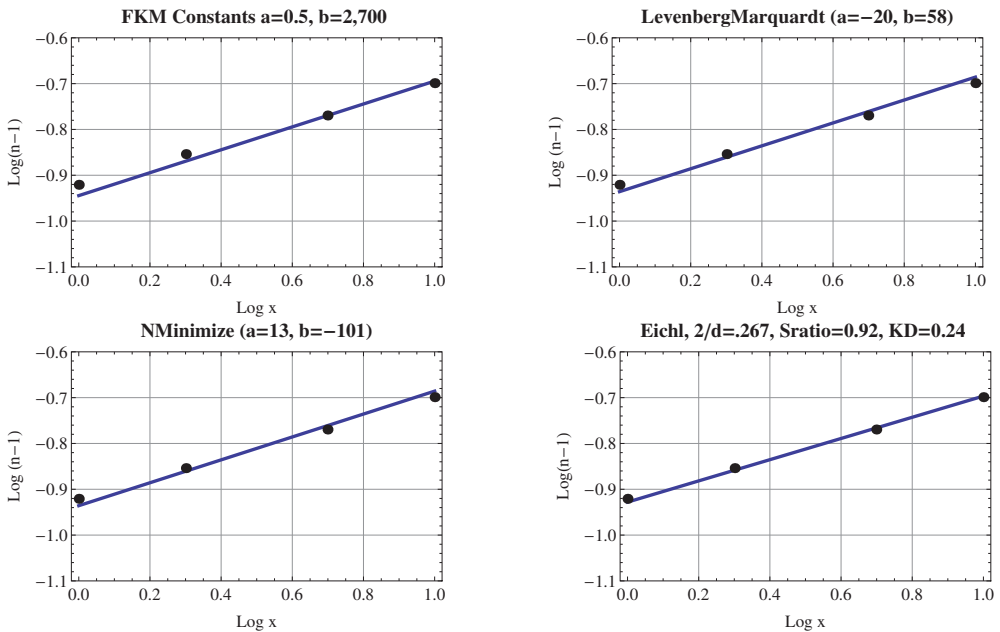 FKM Constants a=0.5, b=2,700
−0.6
−0.7
−0.8
−0.9
−1.0
−1.1
Log(n−1)
0.0 0.2 0.4 0.6 0.8 1.0
Log x
LevenbergMarquardt (a=−20, b=58)
−0.6
−0.7
−0.8
−0.9
−1.0
−1.1
Log (n−1)
0.0 0.2 0.4 0.6 0.8 1.0
Log x
NMinimize (a=13, b=−101)
−0.6
−0.7
−0.8
−0.9
−1.0
−1.1
Log (n−1)
0.0 0.2 0.4 0.6 0.8 1.0
Log x
Eichl, 2/d=.267, Sratio=0.92, KD=0.24
−0.6
−0.7
−0.8
−0.9
−1.0
−1.1
Log(n−1)
0.0 0.2 0.4 0.6 0.8 1.0
Log x